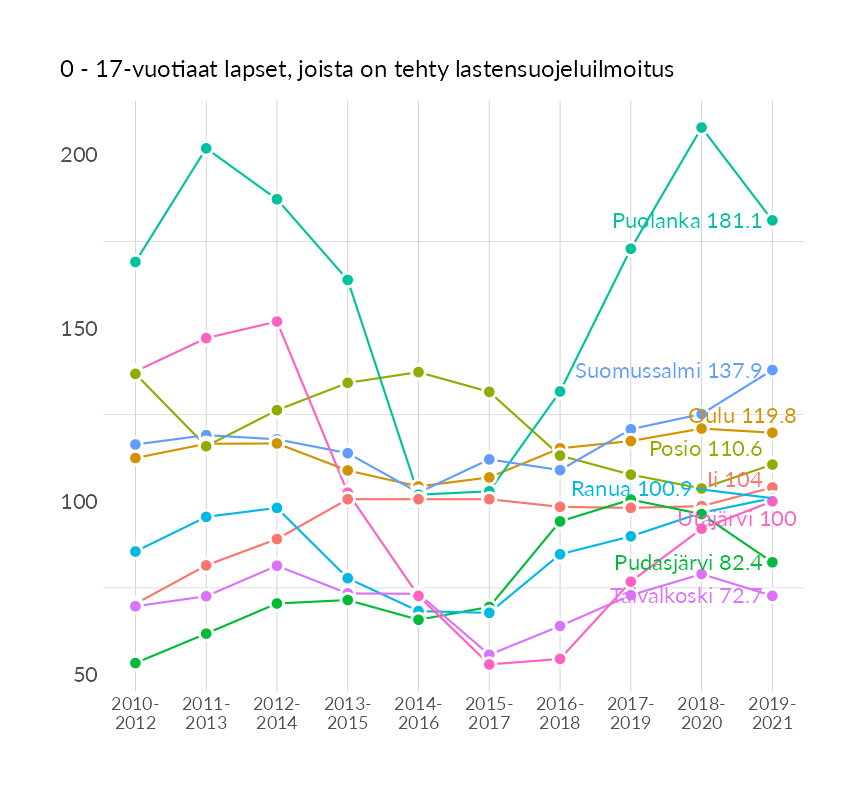 0 - 17-vuotiaat lapset, joista on tehty lastensuojeluilmoitus
200
150
100
50
Puolanka 181.1
Suomussalmi 137.9
Oulu 119.8
Posio 110.6
Ii 104
Ranua 100.9
Utajärvi 100
Pudasjärvi 82.4
Taivalkoski 72.7
2010-
2012
2011-
2013
2012-
2014
2013-
2015
2014-
2016
2015-
2017
2016-
2018
2017-
2019
2018-
2020
2019-
2021